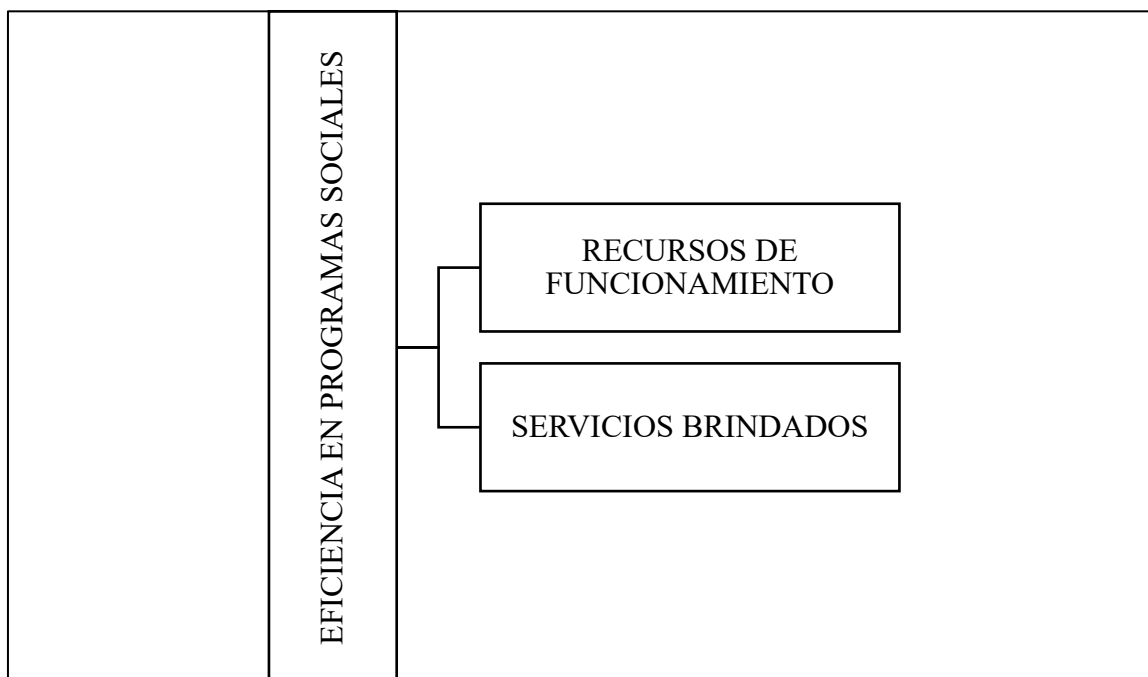 EFICIENCIA EN PROGRAMAS SOCIALES
RECURSOS DE
FUNCIONAMIENTO
SERVICIOS BRINDADOS